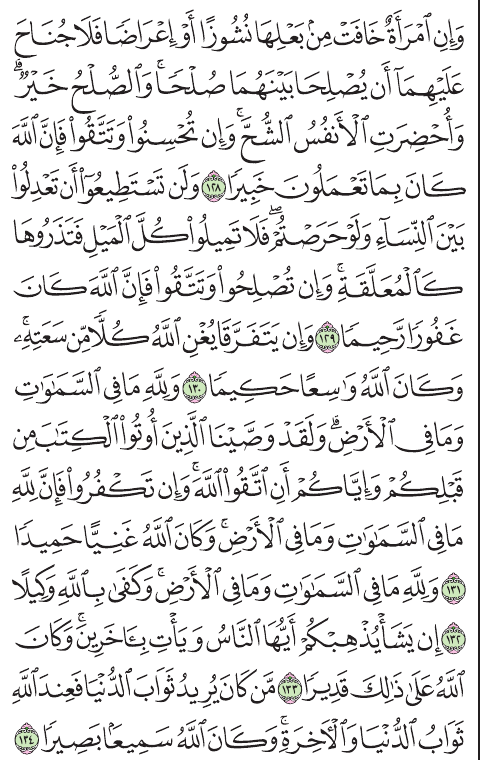 وَإِنِ ٱمْرَأَةٌ خَافَتْ مِنۢ بَعْلِهَا نُشُوزًا أَوْ إِعْرَاضًا فَلَا جُنَاحَ
عَلَيْهِمَآ أَن يُصْلِحَا بَيْنَهُمَا صُلْحًاۚ وَٱلصُّلْحُ خَيْرٌۗ
وَأُحْضِرَتِ ٱلْأَنفُسُ ٱلشُّحَّۚ وَإِن تُحْسِنُوا۟ وَتَتَّقُوا۟ فَإِنَّ ٱللَّهَ
كَانَ بِمَا تَعْمَلُونَ خَبِيرًا ١٢٨ وَلَن تَسْتَطِيعُوٓا۟ أَن تَعْدِلُوا۟
بَيْنَ ٱلنِّسَآءِ وَلَوْ حَرَصْتُمْۖ فَلَا تَمِيلُوا۟ كُلَّ ٱلْمَيْلِ فَتَذَرُوهَا
كَٱلْمُعَلَّقَةِۚ وَإِن تُصْلِحُوا۟ وَتَتَّقُوا۟ فَإِنَّ ٱللَّهَ كَانَ
غَفُورًا رَّحِيمًا ١٢٩ وَإِن يَتَفَرَّقَا يُغْنِ ٱللَّهُ كُلًّا مِّن سَعَتِهِۦۚ
وَكَانَ ٱللَّهُ وَٰسِعًا حَكِيمًا ١٣٠ وَلِلَّهِ مَا فِى ٱلسَّمَٰوَٰتِ
وَمَا فِى ٱلْأَرْضِۗ وَلَقَدْ وَصَّيْنَا ٱلَّذِينَ أُوتُوا۟ ٱلْكِتَٰبَ مِن
قَبْلِكُمْ وَإِيَّاكُمْ أَنِ ٱتَّقُوا۟ ٱللَّهَۚ وَإِن تَكْفُرُوا۟ فَإِنَّ لِلَّهِ
مَا فِى ٱلسَّمَٰوَٰتِ وَمَا فِى ٱلْأَرْضِۚ وَكَانَ ٱللَّهُ غَنِيًّا حَمِيدًا
١٣١ وَلِلَّهِ مَا فِى ٱلسَّمَٰوَٰتِ وَمَا فِى ٱلْأَرْضِۚ وَكَفَىٰ بِٱللَّهِ وَكِيلًا
١٣٢ إِن يَشَأْ يُذْهِبْكُمْ أَيُّهَا ٱلنَّاسُ وَيَأْتِ بِـَٔاخَرِينَۚ وَكَانَ
ٱللَّهُ عَلَىٰ ذَٰلِكَ قَدِيرًا ١٣٣ مَّن كَانَ يُرِيدُ ثَوَابَ ٱلدُّنْيَا فَعِندَ ٱللَّهِ
ثَوَابُ ٱلدُّنْيَا وَٱلْـَٔاخِرَةِۚ وَكَانَ ٱللَّهُ سَمِيعًۢا بَصِيرًا ١٣٤